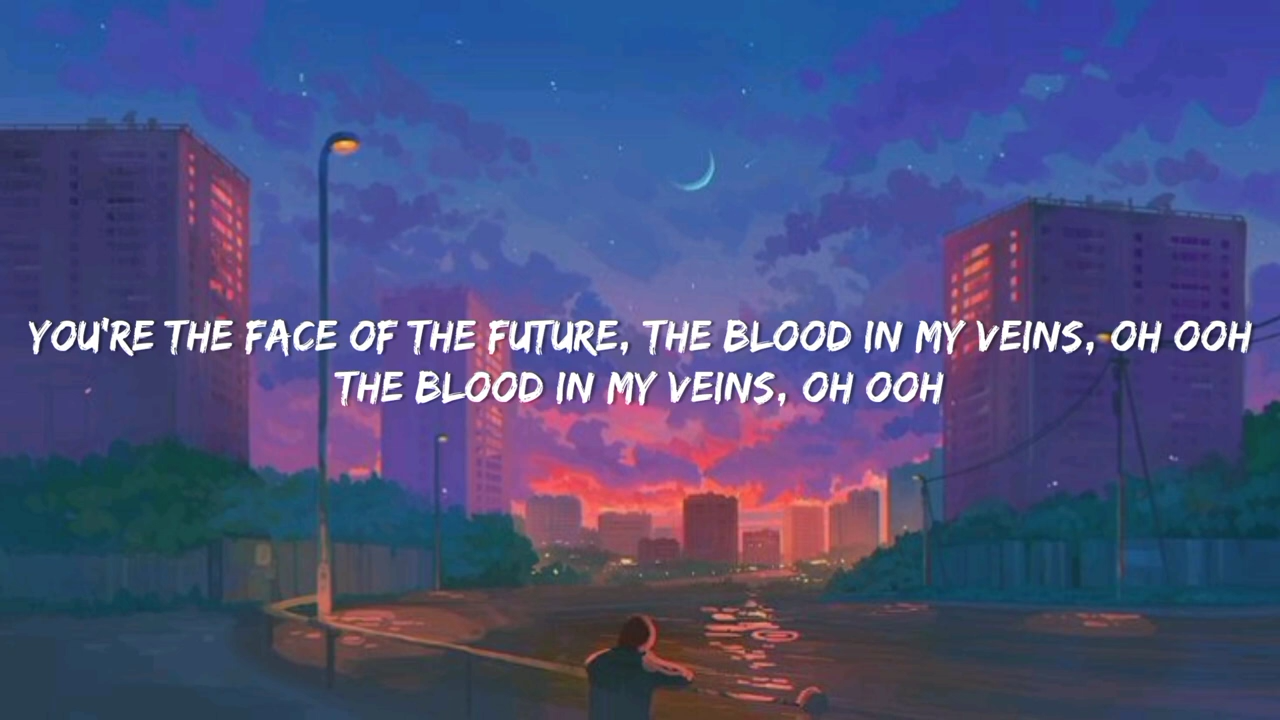 YOU'RE THE FACE OF THE FUTURE, THE BLOOD IN MY VEINS, OH OOH
THE BLOOD IN MY VEINS, OH OOH